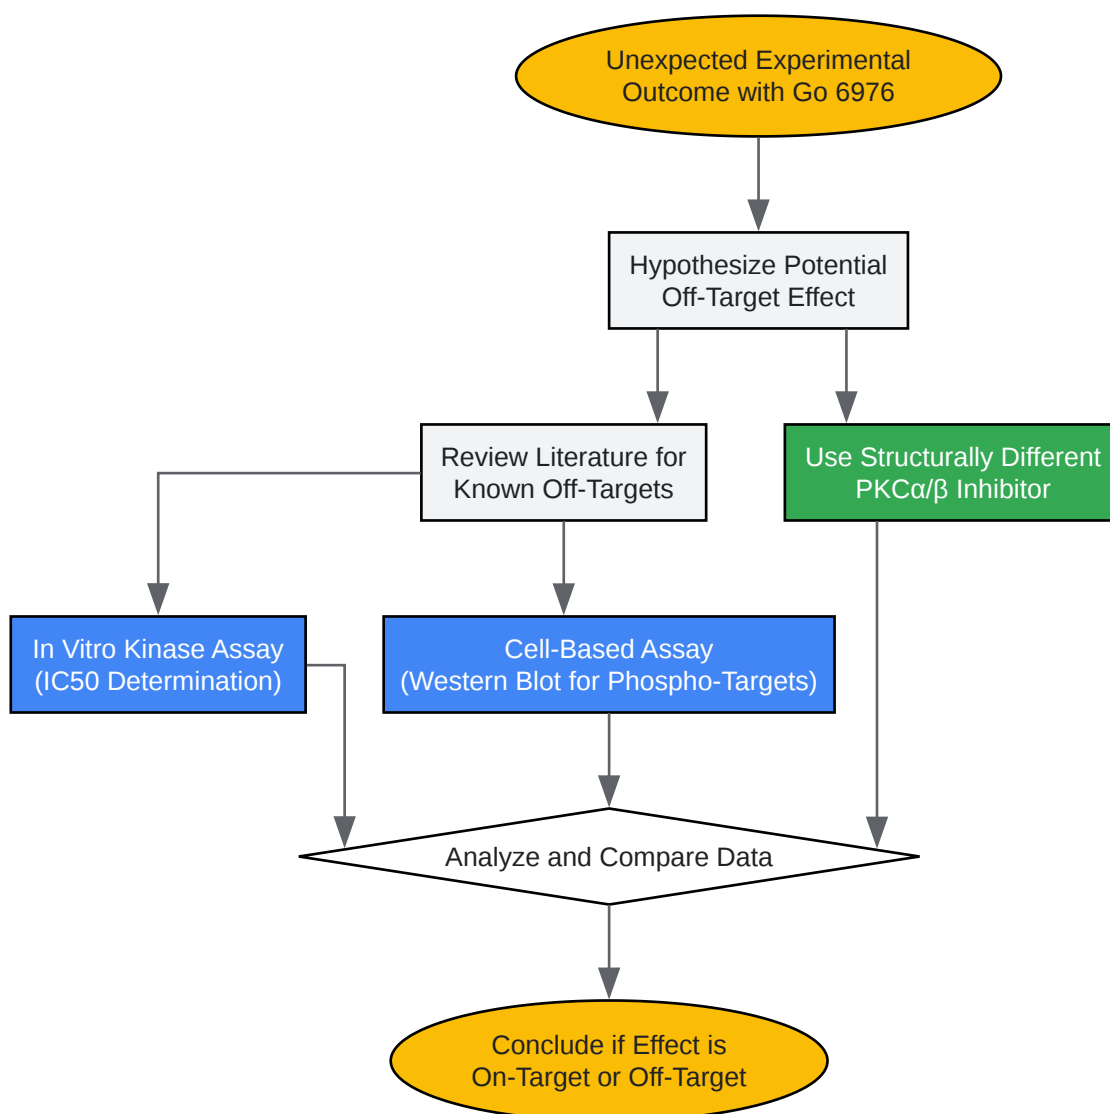 Unexpected Experimental
Outcome with Go 6976
Hypothesize Potential
Off-Target Effect
Review Literature for
Known Off-Targets
Use Structurally Different
PKCα/β Inhibitor
In Vitro Kinase Assay
(IC50 Determination)
Cell-Based Assay
(Western Blot for Phospho-Targets)
Analyze and Compare Data
Conclude if Effect is
On-Target or Off-Target